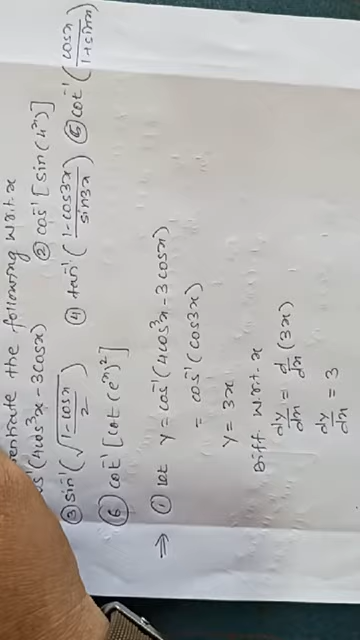 entiate the following w.r.t.x
os⁻¹(4cos³x - 3cosx) ② cos⁻¹[sin(4ˣ)]
③ sin⁻¹(√(1-cosx/2)) ④ tan⁻¹(1-cos3x/sin3x) ⑤ cot⁻¹(cosx/1+sinx)
⑥ cot⁻¹[cot(eˣ)²]
⇒ ① let y = cos⁻¹(4cos³x - 3cosx)
= cos⁻¹(cos3x)
y = 3x
Diff. w.r.t.x
dy/dx = d/dx (3x)
dy/dx = 3